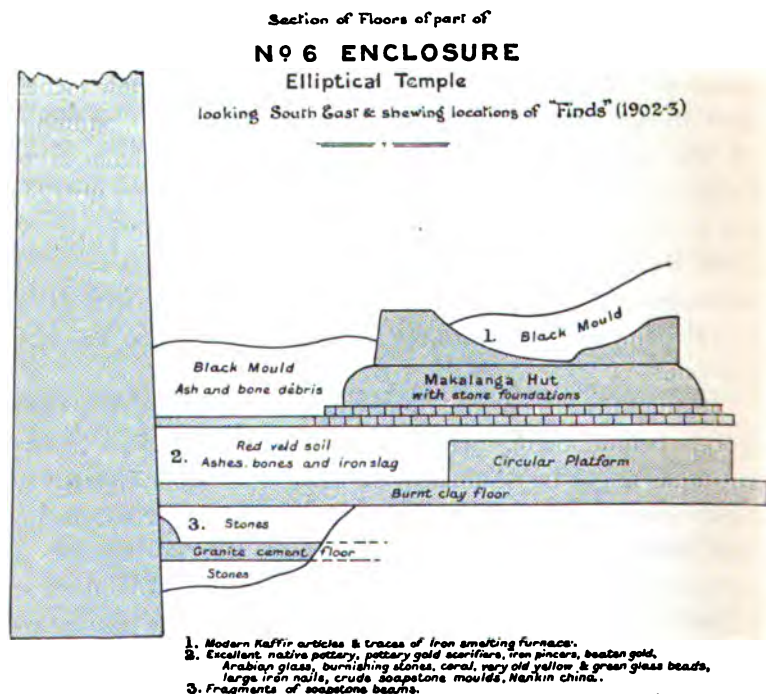 Section of Floors of part of
No 6 ENCLOSURE
Elliptical Temple
looking South East & shewing locations of "Finds" (1902-3)
1. Black Mould
Black Mould
Ash and bone débris
Makalanga Hut
with stone foundations
2. Red veld soil
Ashes. bones and iron slag
Circular Platform
Burnt clay floor
3. Stones
Granite cement floor
Stones
1. Modern Kaffir articles & traces of iron smelting furnace.
2. Excellent native pottery, pottery gold scorifiers, iron pincers, beaten gold,
Arabian glass, burnishing stones, coral, very old yellow & green glass beads,
large iron nails, crude soapstone moulds, Nankin china..
3. Fragments of soapstone beams.